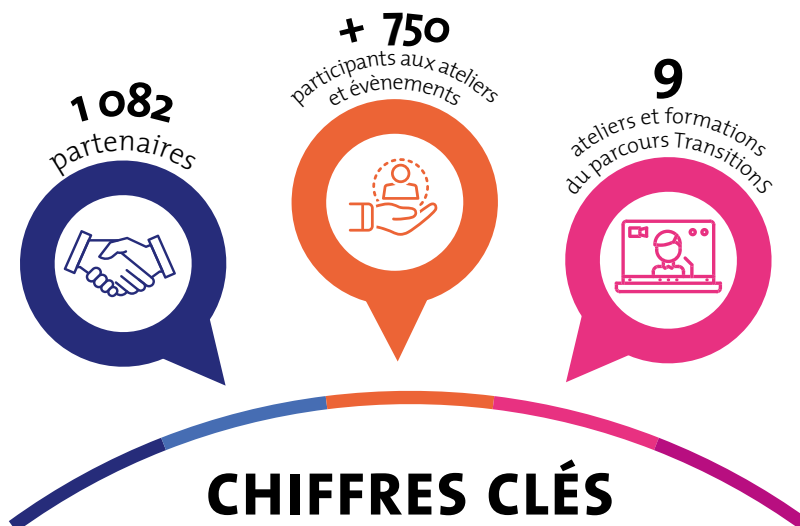 1 082
partenaires
+ 750
participants aux ateliers
et évènements
9
ateliers et formations
du parcours Transitions
CHIFFRES CLÉS